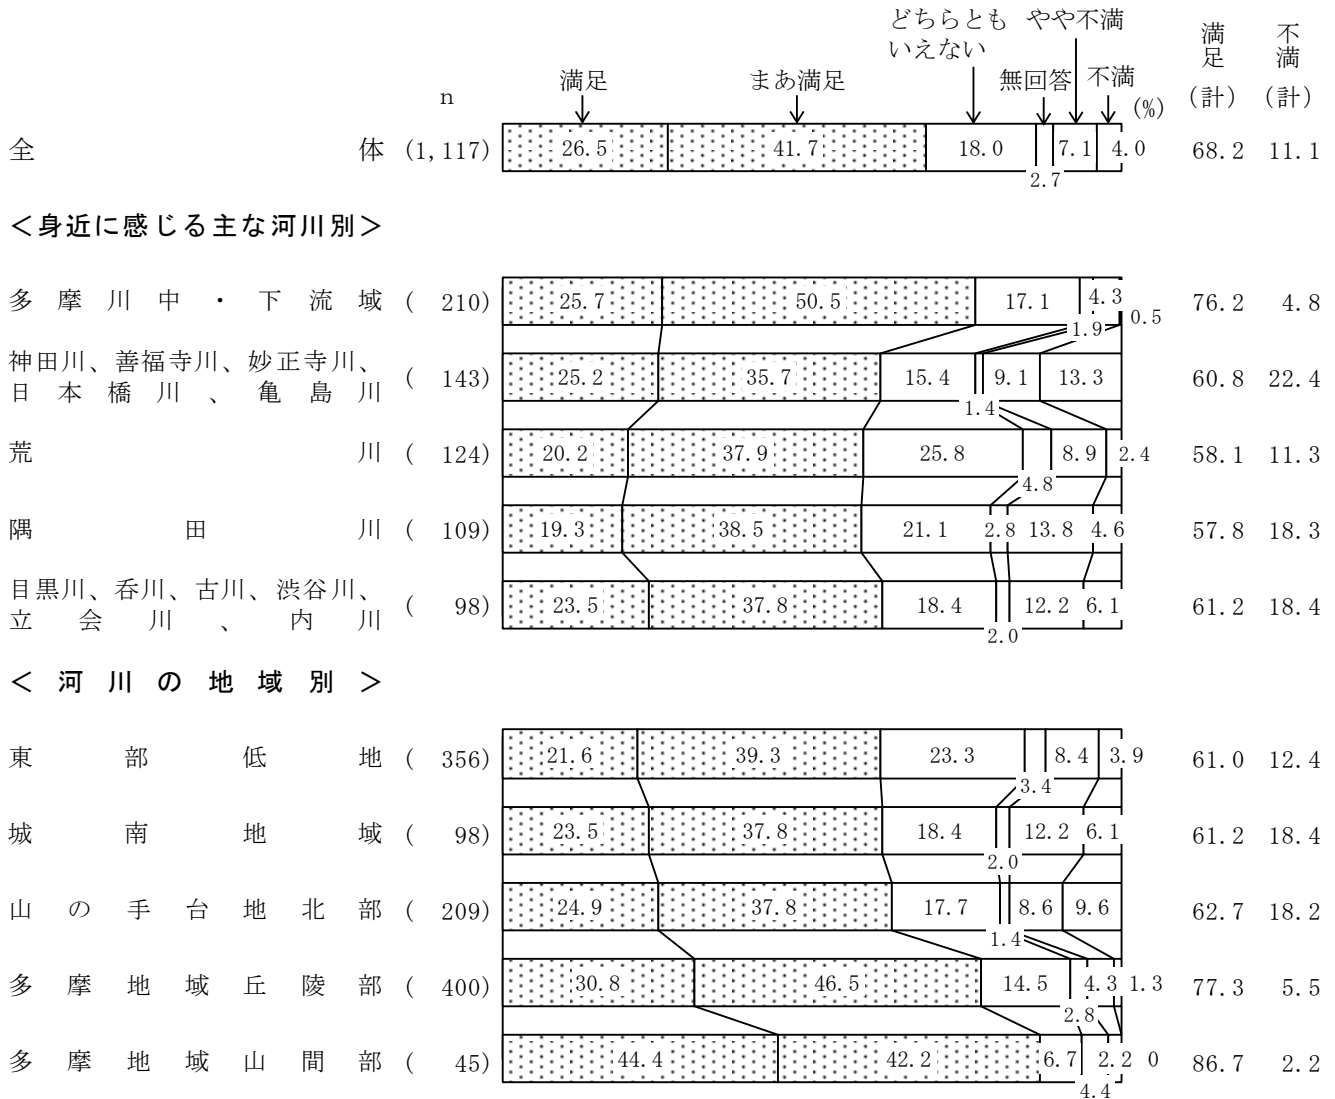 どちらとも やや不満 満足 不満
いえない
満足 まあ満足 無回答 不満
n (%) (計) (計)
全体 (1,117) 26.5 41.7 18.0 7.1 4.0 68.2 11.1
2.7
＜身近に感じる主な河川別＞
多摩川中・下流域 ( 210) 25.7 50.5 17.1 4.3 76.2 4.8
0.5
1.9
神田川、善福寺川、妙正寺川、
日本橋川、亀島川 ( 143) 25.2 35.7 15.4 9.1 13.3 60.8 22.4
1.4
荒川 ( 124) 20.2 37.9 25.8 8.9 2.4 58.1 11.3
4.8
隅田川 ( 109) 19.3 38.5 21.1 2.8 13.8 4.6 57.8 18.3
目黒川、呑川、古川、渋谷川、
立会川、内川 ( 98) 23.5 37.8 18.4 12.2 6.1 61.2 18.4
2.0
＜河川の地域別＞
東部低地 ( 356) 21.6 39.3 23.3 8.4 3.9 61.0 12.4
3.4
城南地域 ( 98) 23.5 37.8 18.4 12.2 6.1 61.2 18.4
2.0
山の手台地北部 ( 209) 24.9 37.8 17.7 8.6 9.6 62.7 18.2
1.4
多摩地域丘陵部 ( 400) 30.8 46.5 14.5 4.3 1.3 77.3 5.5
2.8
多摩地域山間部 ( 45) 44.4 42.2 6.7 2.2 0 86.7 2.2
4.4